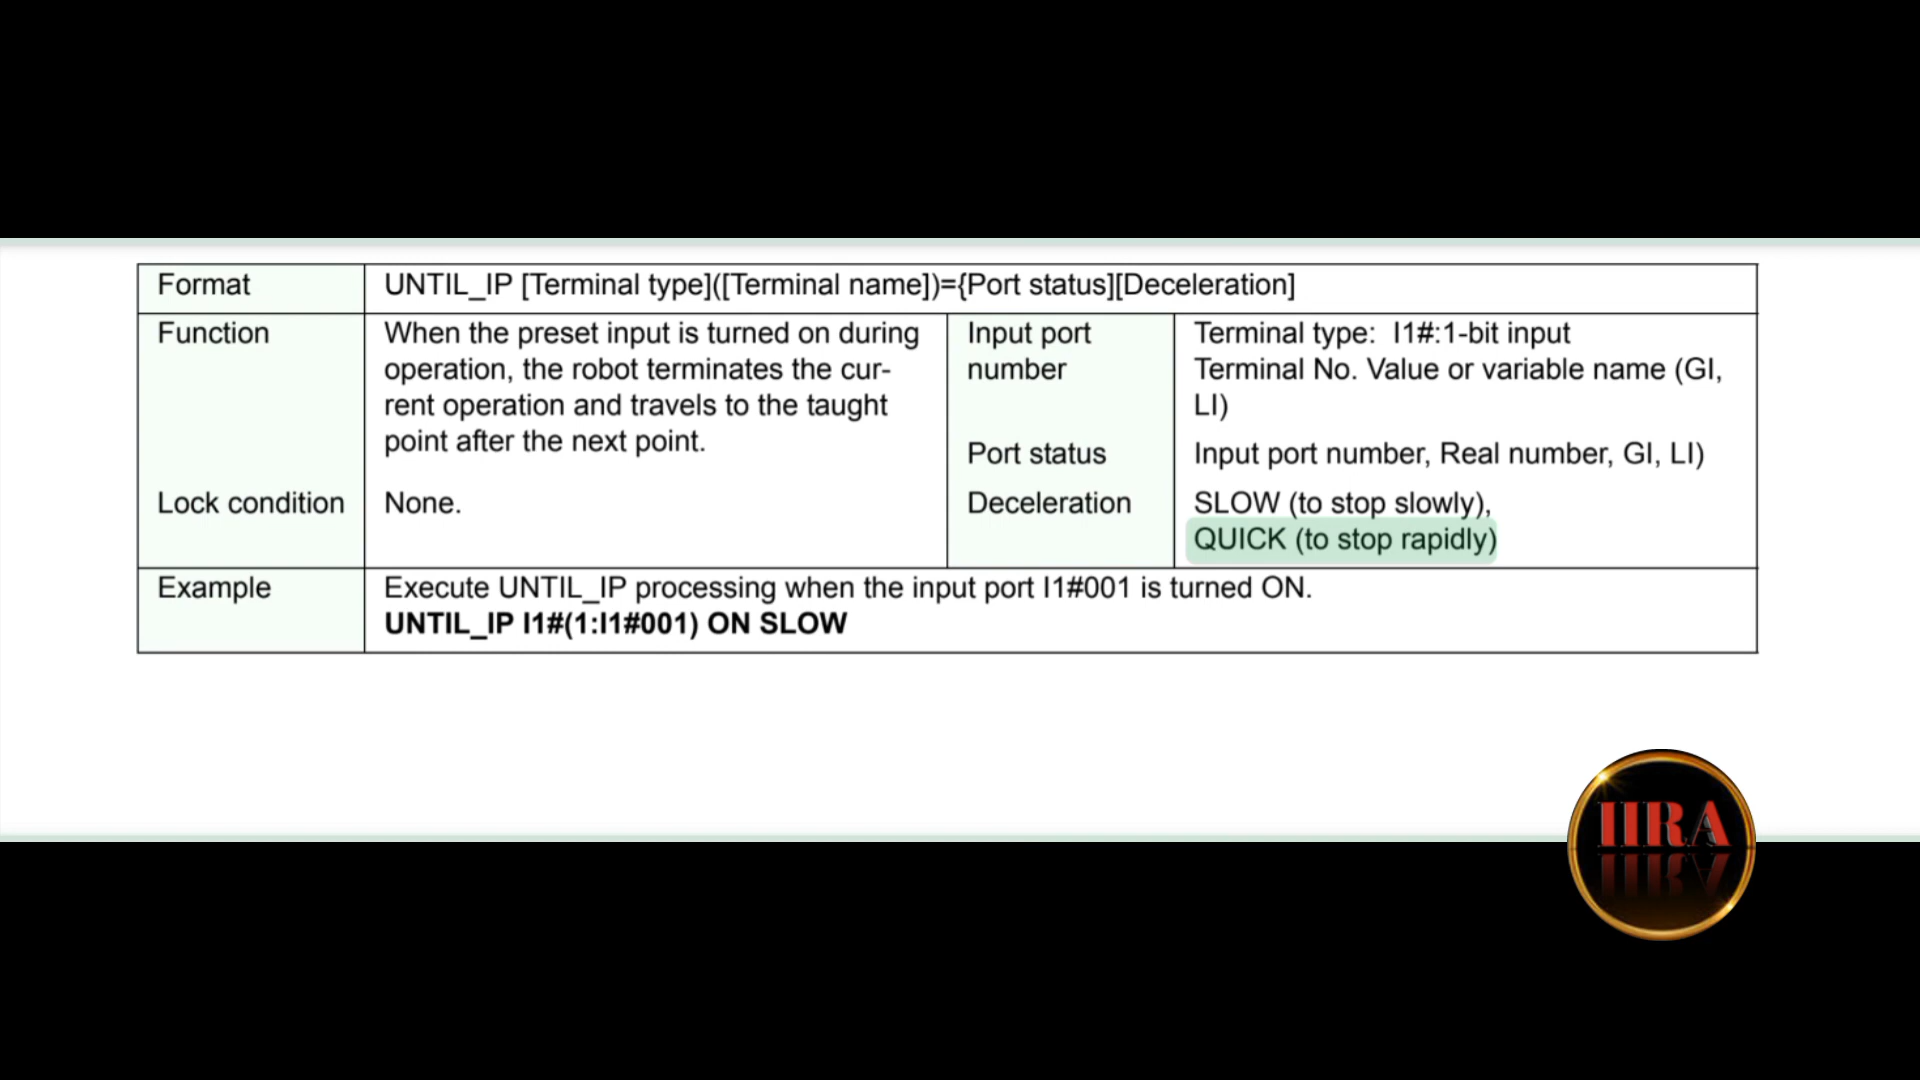 Format
UNTIL_IP [Terminal type]([Terminal name])={Port status][Deceleration]
Function
When the preset input is turned on during
operation, the robot terminates the cur-
rent operation and travels to the taught
point after the next point.
Input port
number
Terminal type: I1#:1-bit input
Terminal No. Value or variable name (GI,
LI)
Port status
Input port number, Real number, GI, LI)
Lock condition
None.
Deceleration
SLOW (to stop slowly),
QUICK (to stop rapidly)
Example
Execute UNTIL_IP processing when the input port I1#001 is turned ON.
UNTIL_IP I1#(1:I1#001) ON SLOW
IIRA